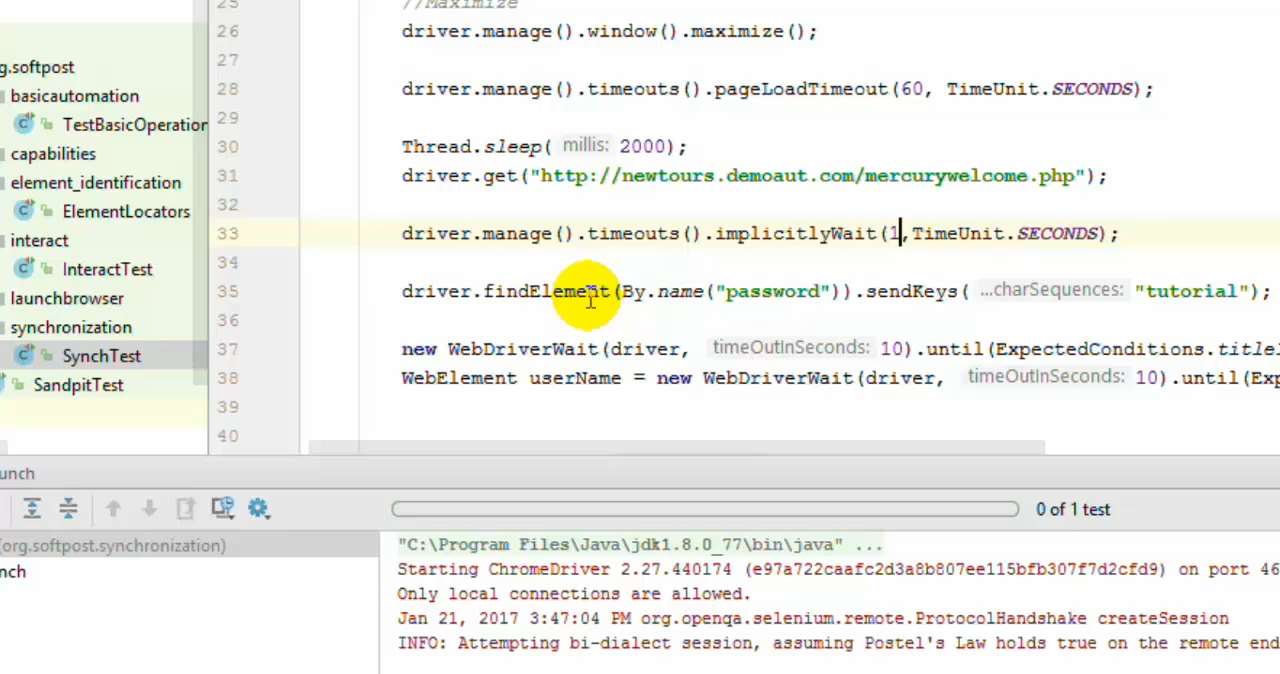 25 //Maximize
26 driver.manage().window().maximize();
27
28 driver.manage().timeouts().pageLoadTimeout(60, TimeUnit.SECONDS);
29
30 Thread.sleep( millis: 2000);
31 driver.get("http://newtours.demoaut.com/mercurywelcome.php");
32
33 driver.manage().timeouts().implicitlyWait(1,TimeUnit.SECONDS);
34
35 driver.findElement(By.name("password")).sendKeys( ...charSequences: "tutorial");
36
37 new WebDriverWait(driver, timeOutInSeconds: 10).until(ExpectedConditions.titleI
38 WebElement userName = new WebDriverWait(driver, timeOutInSeconds: 10).until(Exp
39
40
g.softpost
basicautomation
TestBasicOperation
capabilities
element_identification
ElementLocators
interact
InteractTest
launchbrowser
synchronization
SynchTest
SandpitTest
unch
0 of 1 test
(org.softpost.synchronization)
nch
"C:\Program Files\Java\jdk1.8.0_77\bin\java" ...
Starting ChromeDriver 2.27.440174 (e97a722caafc2d3a8b807ee115bfb307f7d2cfd9) on port 46
Only local connections are allowed.
Jan 21, 2017 3:47:04 PM org.openqa.selenium.remote.ProtocolHandshake createSession
INFO: Attempting bi-dialect session, assuming Postel's Law holds true on the remote end